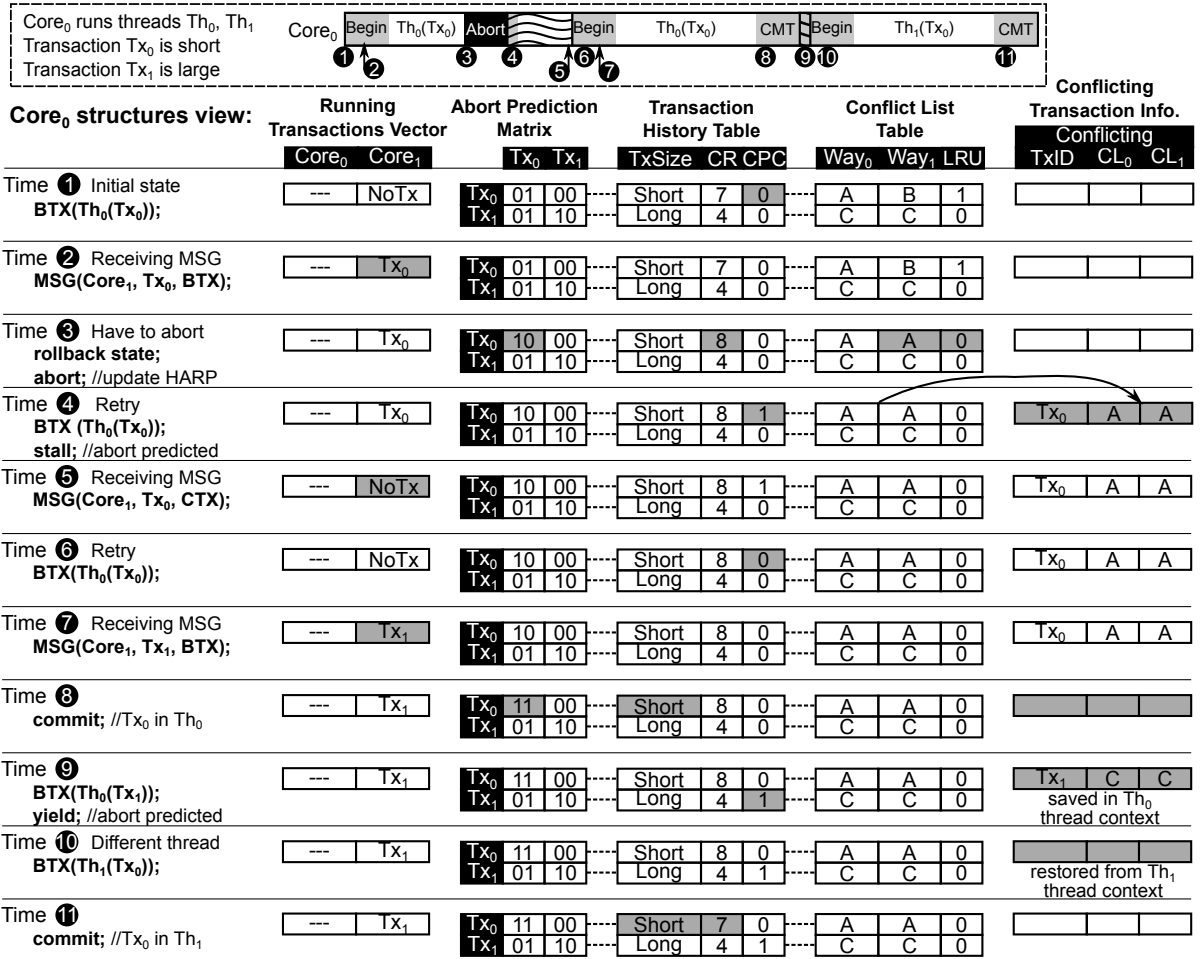 Core0 runs threads Th0, Th1
Transaction Tx0 is short
Transaction Tx1 is large
Core0 Begin Th0(Tx0) Abort Begin Th0(Tx0) CMT Begin Th1(Tx0) CMT
1 2 3 4 5 6 7 8 9 10 11
Core0 structures view:
Running Transactions Vector
Abort Prediction Matrix
Transaction History Table
Conflict List Table
Conflicting Transaction Info.
Core0 Core1 Tx0 Tx1 TxSize CR CPC Way0 Way1 LRU Conflicting TxID CL0 CL1
Time 1 Initial state
BTX(Th0(Tx0));
--- NoTx
Tx0 01 00 Short 7 0 A B 1
Tx1 01 10 Long 4 0 C C 0
Time 2 Receiving MSG
MSG(Core1, Tx0, BTX);
--- Tx0
Tx0 01 00 Short 7 0 A B 1
Tx1 01 10 Long 4 0 C C 0
Time 3 Have to abort
rollback state;
abort; //update HARP
--- Tx0
Tx0 10 00 Short 8 0 A A 0
Tx1 01 10 Long 4 0 C C 0
Time 4 Retry
BTX (Th0(Tx0));
stall; //abort predicted
--- Tx0
Tx0 10 00 Short 8 1 A A 0 Tx0 A A
Tx1 01 10 Long 4 0 C C 0
Time 5 Receiving MSG
MSG(Core1, Tx0, CTX);
--- NoTx
Tx0 10 00 Short 8 1 A A 0 Tx0 A A
Tx1 01 10 Long 4 0 C C 0
Time 6 Retry
BTX(Th0(Tx0));
--- NoTx
Tx0 10 00 Short 8 0 A A 0 Tx0 A A
Tx1 01 10 Long 4 0 C C 0
Time 7 Receiving MSG
MSG(Core1, Tx1, BTX);
--- Tx1
Tx0 10 00 Short 8 0 A A 0 Tx0 A A
Tx1 01 10 Long 4 0 C C 0
Time 8
commit; //Tx0 in Th0
--- Tx1
Tx0 11 00 Short 8 0 A A 0
Tx1 01 10 Long 4 0 C C 0
Time 9
BTX(Th0(Tx1));
yield; //abort predicted
--- Tx1
Tx0 11 00 Short 8 0 A A 0 Tx1 C C
Tx1 01 10 Long 4 1 C C 0
saved in Th0
thread context
Time 10 Different thread
BTX(Th1(Tx0));
--- Tx1
Tx0 11 00 Short 8 0 A A 0
Tx1 01 10 Long 4 1 C C 0
restored from Th1
thread context
Time 11
commit; //Tx0 in Th1
--- Tx1
Tx0 11 00 Short 7 0 A A 0
Tx1 01 10 Long 4 1 C C 0